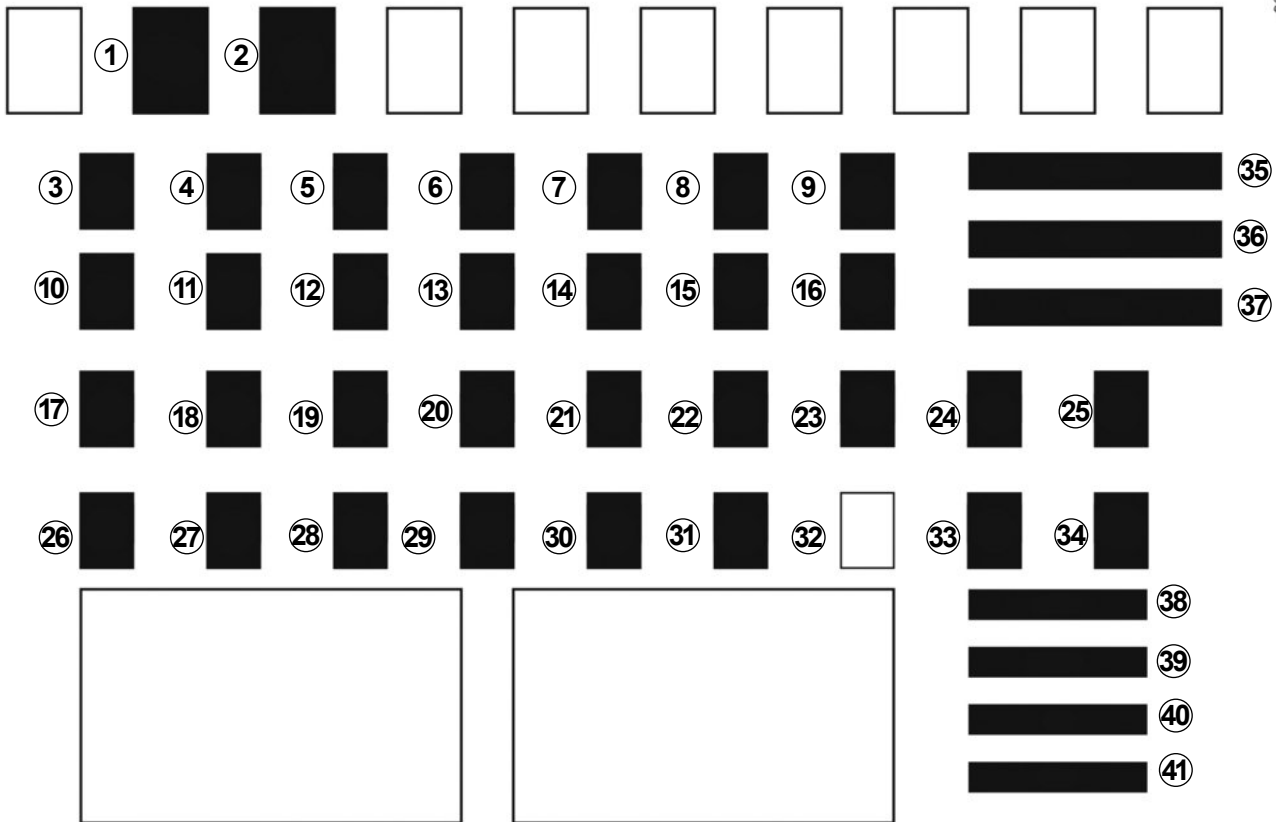 ① ②
③ ④ ⑤ ⑥ ⑦ ⑧ ⑨ ㉟
㊱
⑩ ⑪ ⑫ ⑬ ⑭ ⑮ ⑯
㊲
⑰ ⑱ ⑲ ⑳ ㉑ ㉒ ㉓ ㉔ ㉕
㉖ ㉗ ㉘ ㉙ ㉚ ㉛ ㉜ ㉝ ㉞
㊳
㊴
㊵
㊶